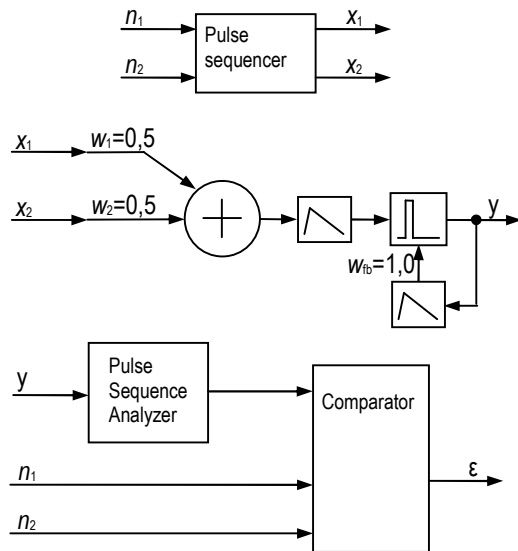 n1
x1
Pulse
sequencer
n2
x2
x1
w1=0,5
x2
w2=0,5
y
wfb=1,0
y
Pulse
Sequence
Analyzer
Comparator
n1
ε
n2